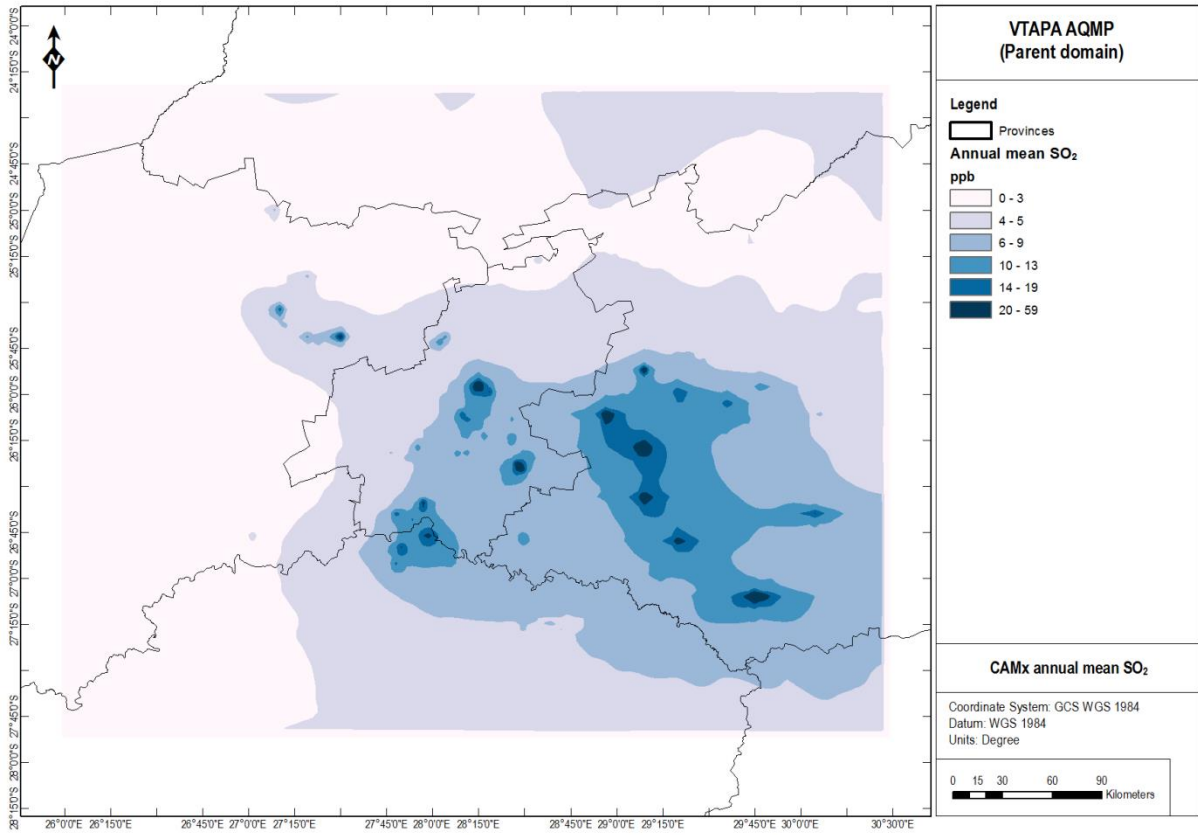 N
24°0'0"S
24°15'0"S
24°45'0"S
25°0'0"S
25°15'0"S
25°45'0"S
26°0'0"S
26°15'0"S
26°45'0"S
27°0'0"S
27°15'0"S
27°45'0"S
28°0'0"S
28°15'0"S
26°0'0"E 26°15'0"E 26°45'0"E 27°0'0"E 27°15'0"E 27°45'0"E 28°0'0"E 28°15'0"E 28°45'0"E 29°0'0"E 29°15'0"E 29°45'0"E 30°0'0"E 30°30'0"E
VTAPA AQMP
(Parent domain)
Legend
Provinces
Annual mean SO₂
ppb
0 - 3
4 - 5
6 - 9
10 - 13
14 - 19
20 - 59
CAMx annual mean SO₂
Coordinate System: GCS WGS 1984
Datum: WGS 1984
Units: Degree
0 15 30 60 90
Kilometers